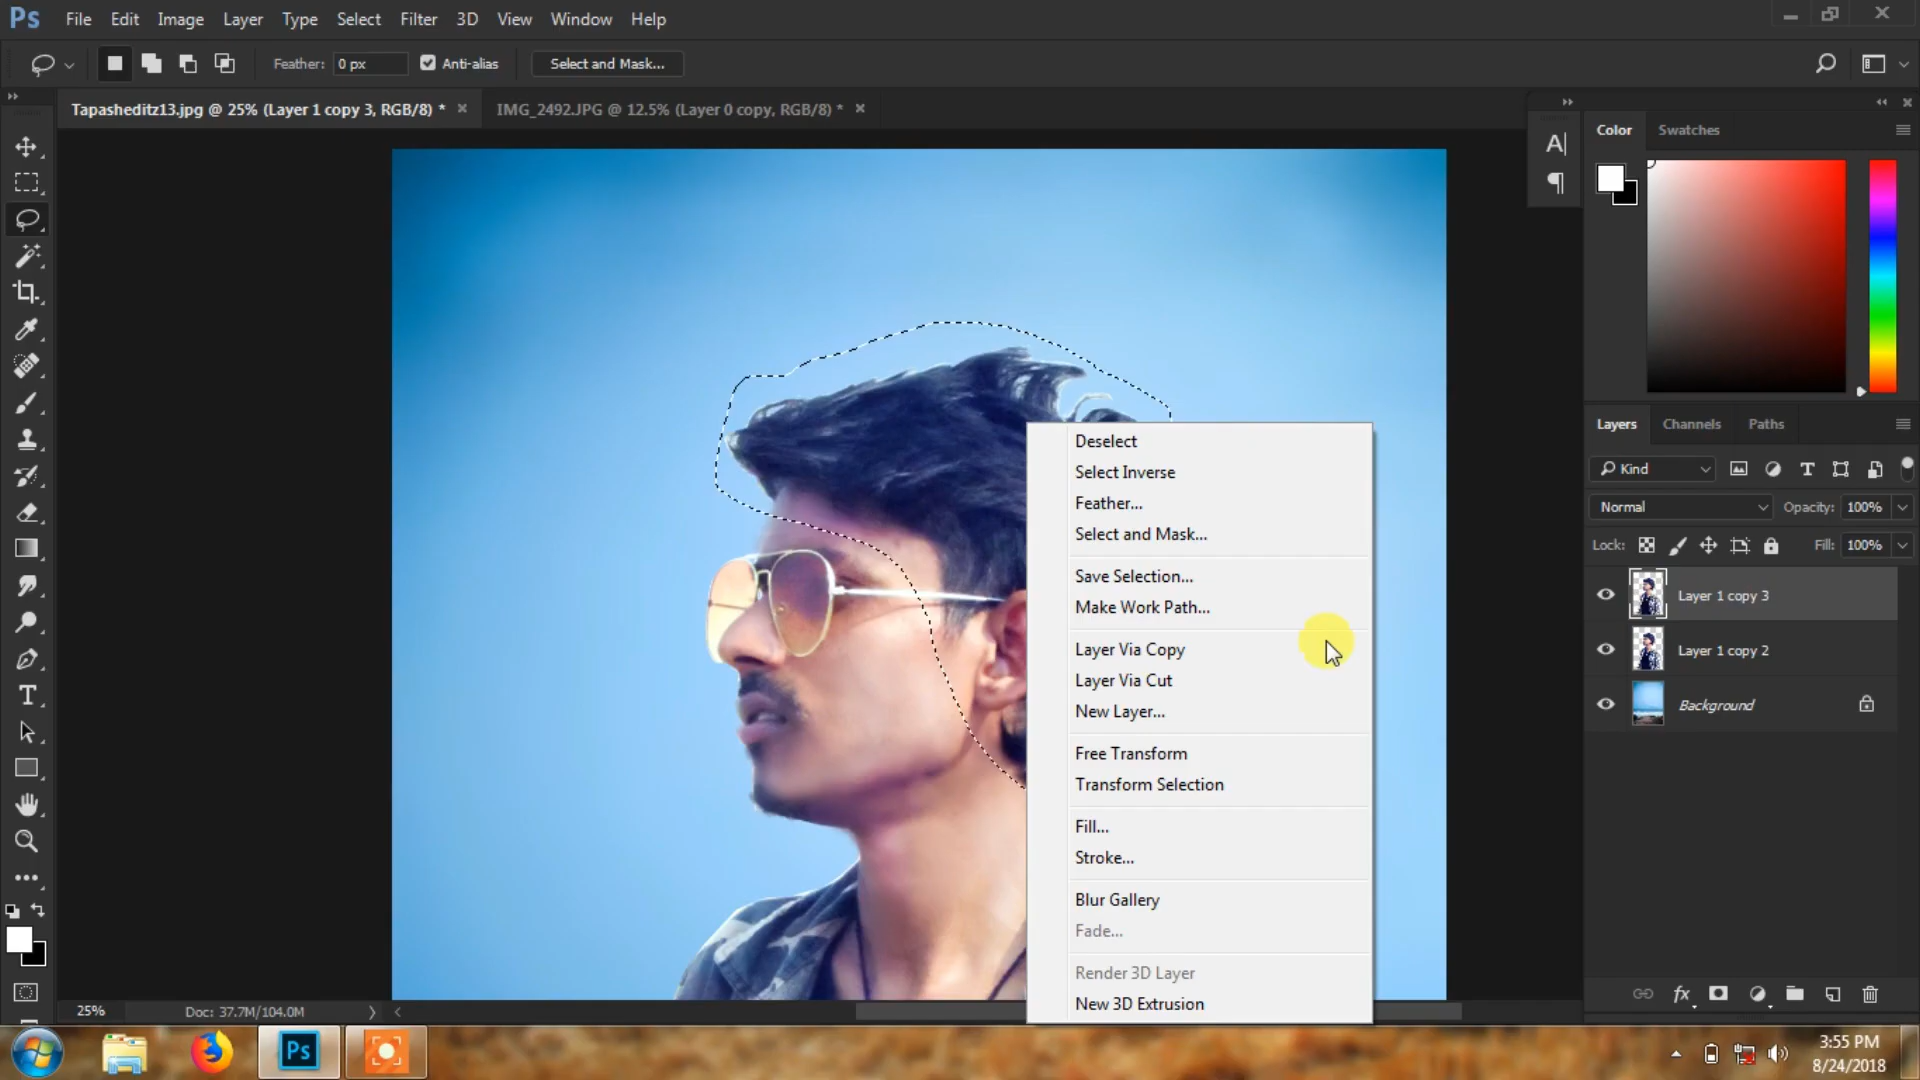 Ps File Edit Image Layer Type Select Filter 3D View Window Help
Feather: 0 px Anti-alias Select and Mask...
Tapasheditz13.jpg @ 25% (Layer 1 copy 3, RGB/8) * IMG_2492.JPG @ 12.5% (Layer 0 copy, RGB/8) *
Color Swatches
Deselect
Select Inverse
Feather...
Select and Mask...
Save Selection...
Make Work Path...
Layer Via Copy
Layer Via Cut
New Layer...
Free Transform
Transform Selection
Fill...
Stroke...
Blur Gallery
Fade...
Render 3D Layer
New 3D Extrusion
Layers Channels Paths
Kind
Normal Opacity: 100%
Lock: Fill: 100%
Layer 1 copy 3
Layer 1 copy 2
Background
fx
25% Doc: 37.7M/104.0M
Ps
3:55 PM
8/24/2018